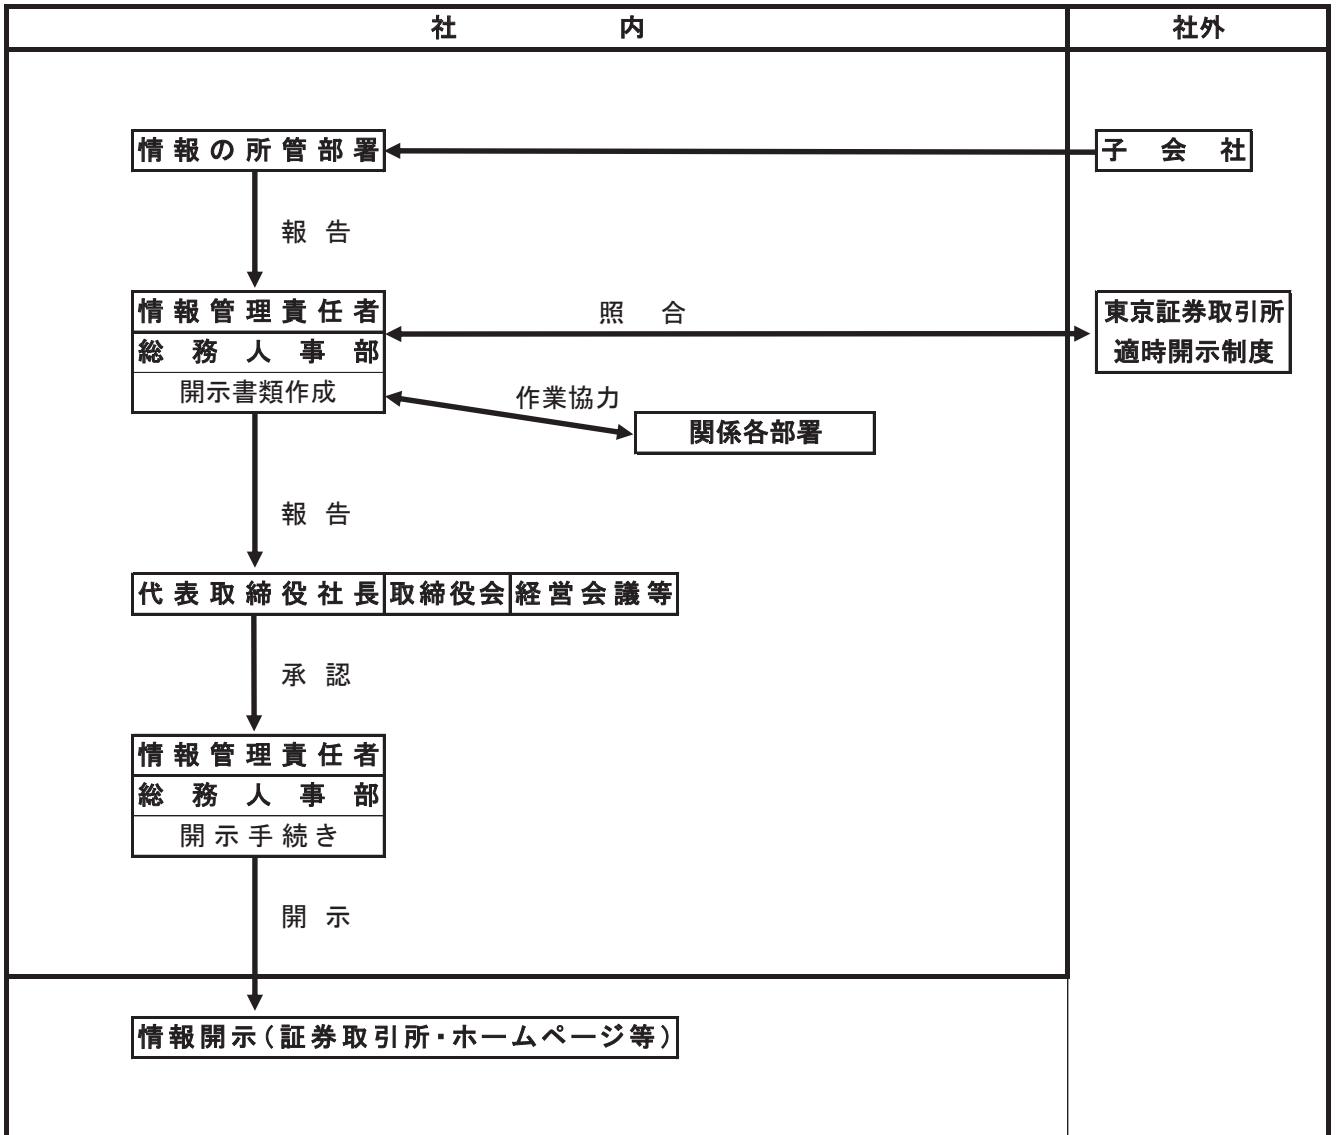 社内
社外
情報の所管部署
子会社
報告
情報管理責任者
総務人事部
開示書類作成
照合
東京証券取引所
適時開示制度
作業協力
関係各部署
報告
代表取締役社長
取締役会
経営会議等
承認
情報管理責任者
総務人事部
開示手続き
開示
情報開示(証券取引所・ホームページ等)